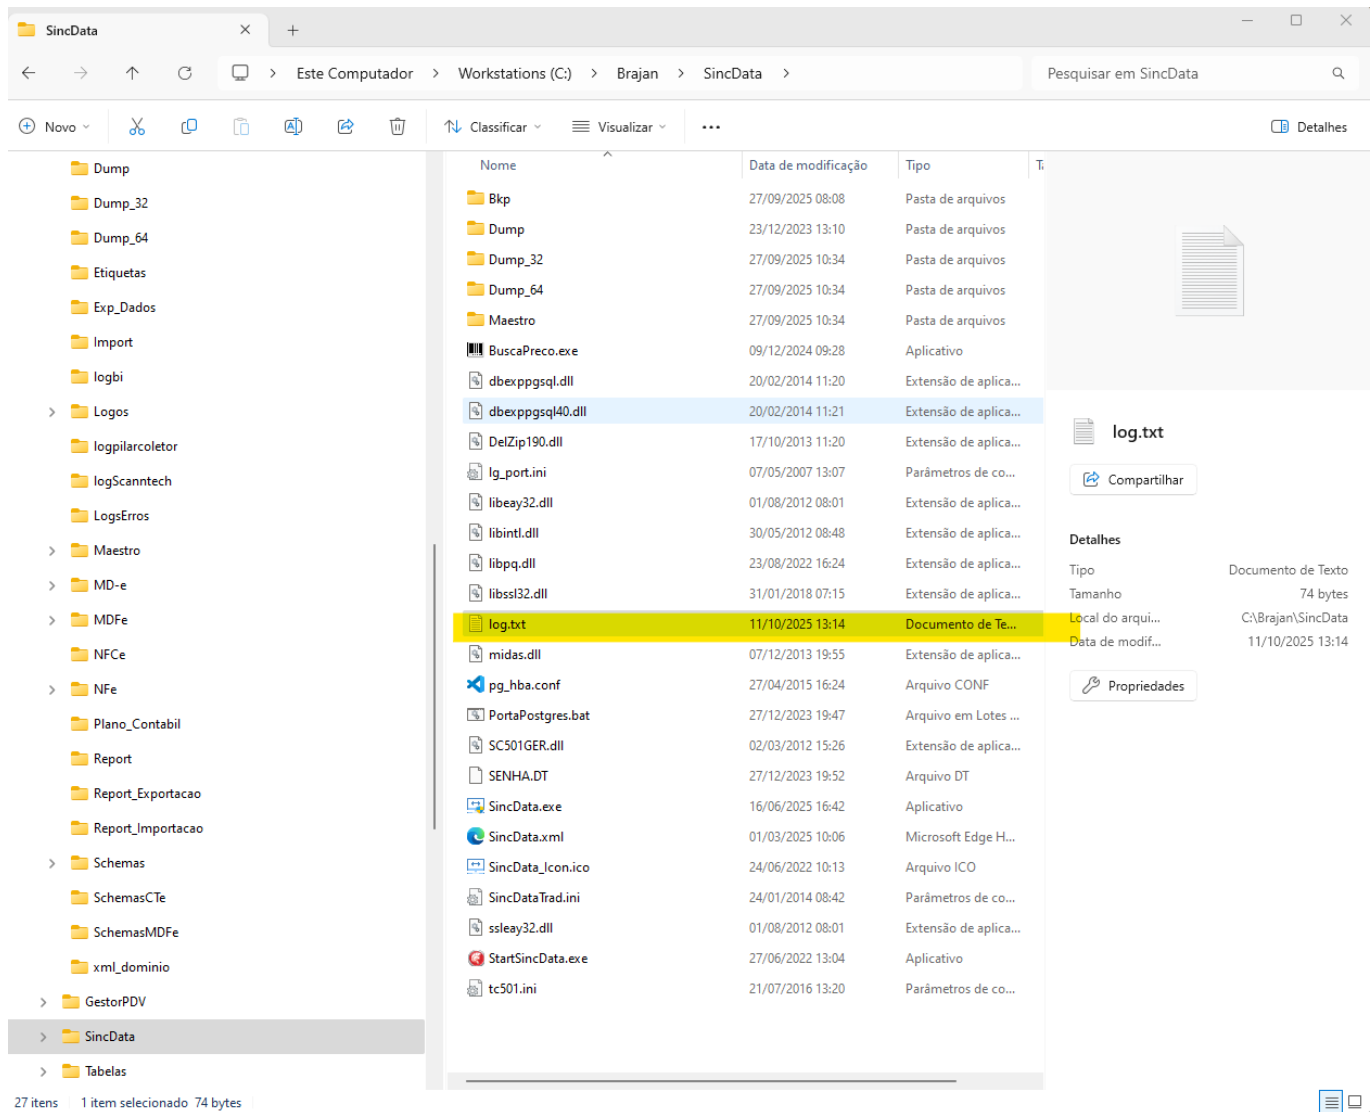 SincData
Este Computador > Workstations (C:) > Brajan > SincData >
Pesquisar em SincData
Novo
Classificar
Visualizar
Detalhes
Dump
Dump_32
Dump_64
Etiquetas
Exp_Dados
Import
logbi
Logos
logpilarcoletor
logScanntech
LogsErros
Maestro
MD-e
MDFe
NFCe
NFe
Plano_Contabil
Report
Report_Exportacao
Report_Importacao
Schemas
SchemasCTe
SchemasMDFe
xml_dominio
GestorPDV
SincData
Tabelas
Nome Data de modificação Tipo
Bkp 27/09/2025 08:08 Pasta de arquivos
Dump 23/12/2023 13:10 Pasta de arquivos
Dump_32 27/09/2025 10:34 Pasta de arquivos
Dump_64 27/09/2025 10:34 Pasta de arquivos
Maestro 27/09/2025 10:34 Pasta de arquivos
BuscaPreco.exe 09/12/2024 09:28 Aplicativo
dbexppgsql.dll 20/02/2014 11:20 Extensão de aplica...
dbexppgsql40.dll 20/02/2014 11:21 Extensão de aplica...
DelZip190.dll 17/10/2013 11:20 Extensão de aplica...
lg_port.ini 07/05/2007 13:07 Parâmetros de co...
libeay32.dll 01/08/2012 08:01 Extensão de aplica...
libintl.dll 30/05/2012 08:48 Extensão de aplica...
libpq.dll 23/08/2022 16:24 Extensão de aplica...
libssl32.dll 31/01/2018 07:15 Extensão de aplica...
log.txt 11/10/2025 13:14 Documento de Te...
midas.dll 07/12/2013 19:55 Extensão de aplica...
pg_hba.conf 27/04/2015 16:24 Arquivo CONF
PortaPostgres.bat 27/12/2023 19:47 Arquivo em Lotes ...
SC501GER.dll 02/03/2012 15:26 Extensão de aplica...
SENHA.DT 27/12/2023 19:52 Arquivo DT
SincData.exe 16/06/2025 16:42 Aplicativo
SincData.xml 01/03/2025 10:06 Microsoft Edge H...
SincData_Icon.ico 24/06/2022 10:13 Arquivo ICO
SincDataTrad.ini 24/01/2014 08:42 Parâmetros de co...
ssleay32.dll 01/08/2012 08:01 Extensão de aplica...
StartSincData.exe 27/06/2022 13:04 Aplicativo
tc501.ini 21/07/2016 13:20 Parâmetros de co...
log.txt
Compartilhar
Detalhes
Tipo Documento de Texto
Tamanho 74 bytes
Local do arqui... C:\Brajan\SincData
Data de modif... 11/10/2025 13:14
Propriedades
27 itens 1 item selecionado 74 bytes